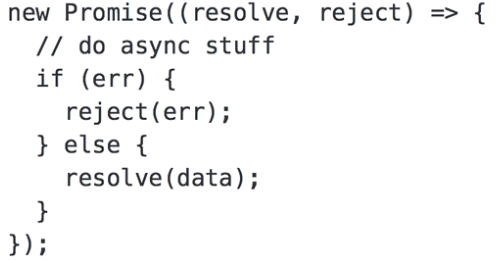 new Promise((resolve, reject) => {
  // do async stuff
  if (err) {
    reject(err);
  } else {
    resolve(data);
  }
});